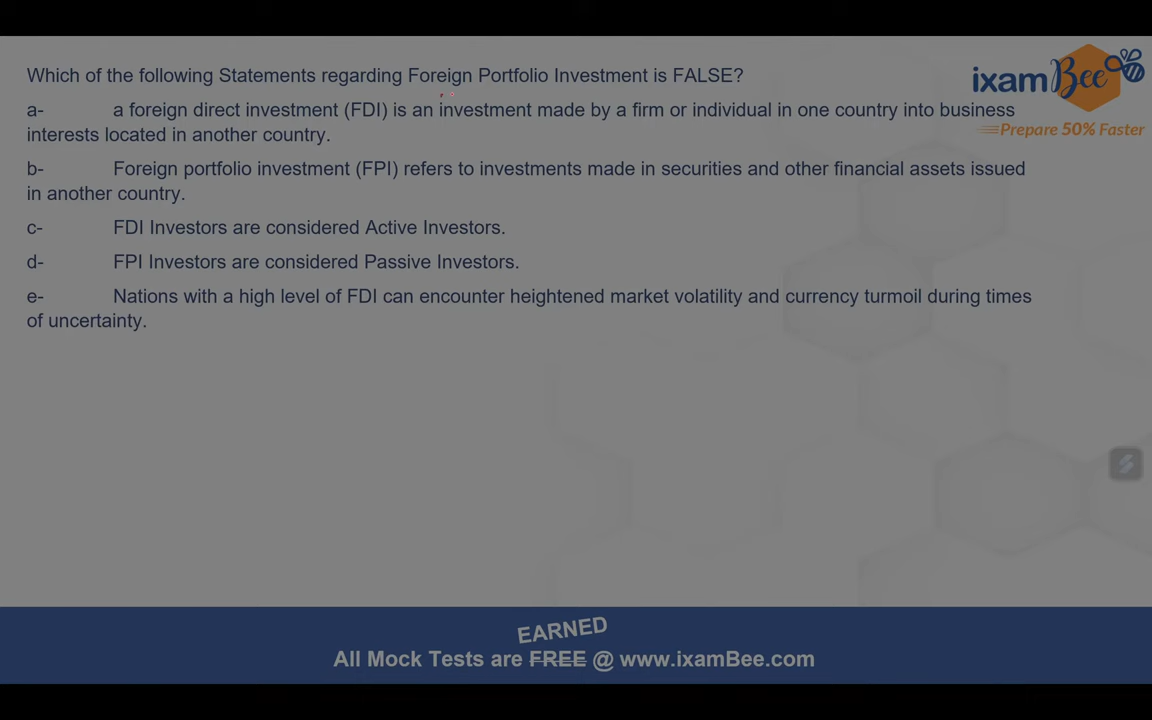 Which of the following Statements regarding Foreign Portfolio Investment is FALSE?
a- a foreign direct investment (FDI) is an investment made by a firm or individual in one country into business
interests located in another country.
b- Foreign portfolio investment (FPI) refers to investments made in securities and other financial assets issued
in another country.
c- FDI Investors are considered Active Investors.
d- FPI Investors are considered Passive Investors.
e- Nations with a high level of FDI can encounter heightened market volatility and currency turmoil during times
of uncertainty.
ixamBee
Prepare 50% Faster
EARNED
All Mock Tests are FREE @ www.ixamBee.com